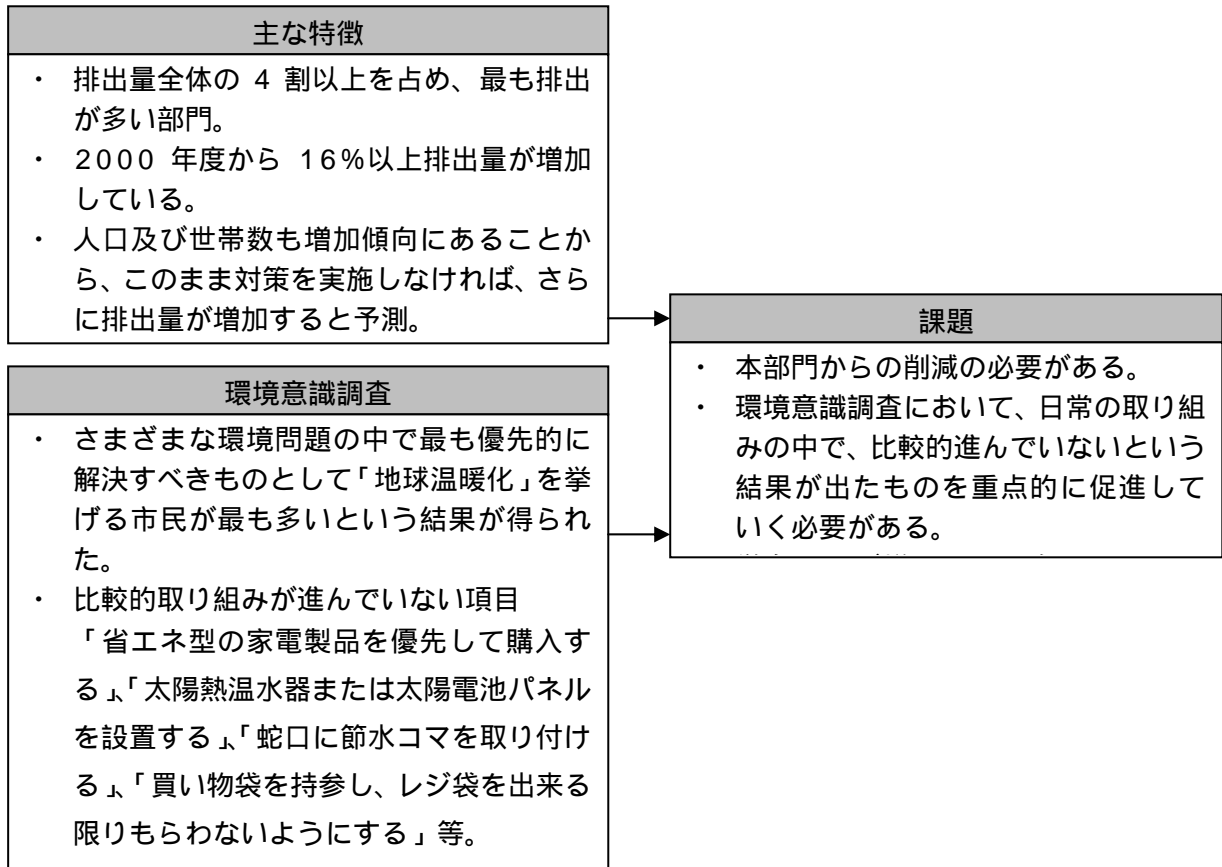 主な特徴
・ 排出量全体の 4 割以上を占め、最も排出
が多い部門。
・ 2000 年度から 16%以上排出量が増加
している。
・ 人口及び世帯数も増加傾向にあることか
ら、このまま対策を実施しなければ、さら
に排出量が増加すると予測。
環境意識調査
・ さまざまな環境問題の中で最も優先的に
解決すべきものとして「地球温暖化」を挙
げる市民が最も多いという結果が得られ
た。
・ 比較的取り組みが進んでいない項目
「省エネ型の家電製品を優先して購入す
る」、「太陽熱温水器または太陽電池パネル
を設置する」、「蛇口に節水コマを取り付け
る」、「買い物袋を持参し、レジ袋を出来る
限りもらわないようにする」等。
課題
・ 本部門からの削減の必要がある。
・ 環境意識調査において、日常の取り組
みの中で、比較的進んでいないという
結果が出たものを重点的に促進して
いく必要がある。